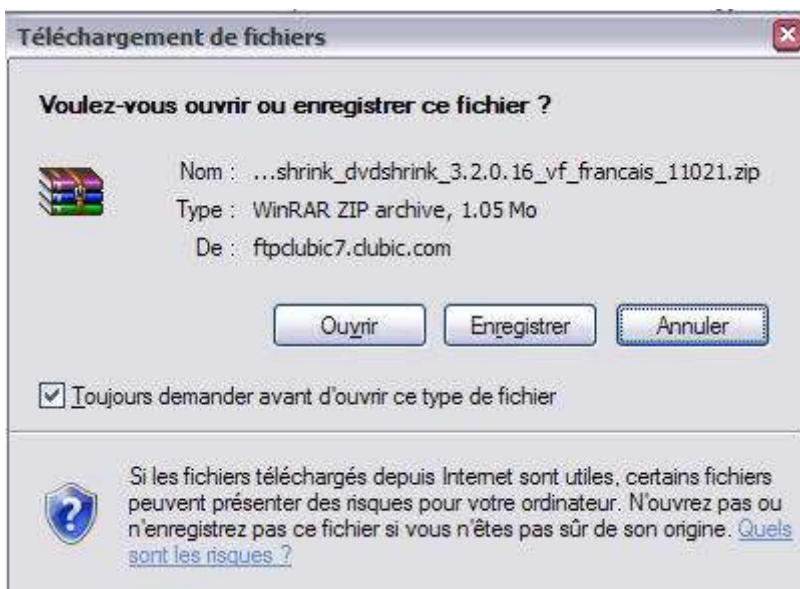 Téléchargement de fichiers
Voulez-vous ouvrir ou enregistrer ce fichier ?
Nom : ...shrink_dvdshrink_3.2.0.16_vf_francais_11021.zip
Type : WinRAR ZIP archive, 1.05 Mo
De : ftpclubic7.clubic.com
Ouvrir Enregistrer Annuler
Toujours demander avant d'ouvrir ce type de fichier
Si les fichiers téléchargés depuis Internet sont utiles, certains fichiers
peuvent présenter des risques pour votre ordinateur. N'ouvrez pas ou
n'enregistrez pas ce fichier si vous n'êtes pas sûr de son origine. Quels
sont les risques ?